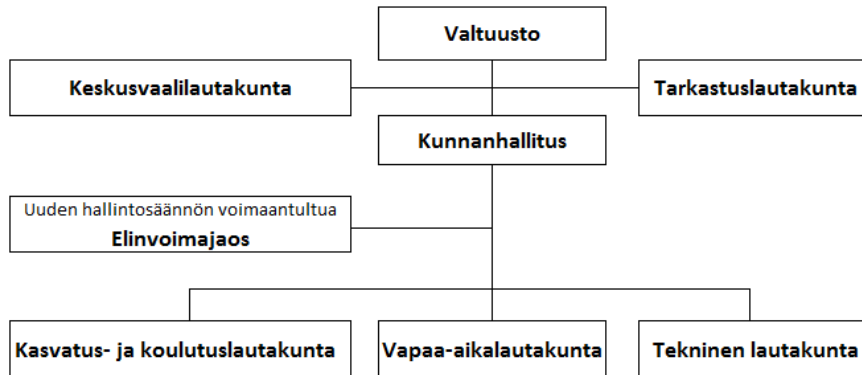 Valtuusto
Keskusvaalilautakunta
Tarkastuslautakunta
Kunnanhallitus
Uuden hallintosäännön voimaantultua
Elinvoimajaos
Kasvatus- ja koulutuslautakunta
Vapaa-aikalautakunta
Tekninen lautakunta